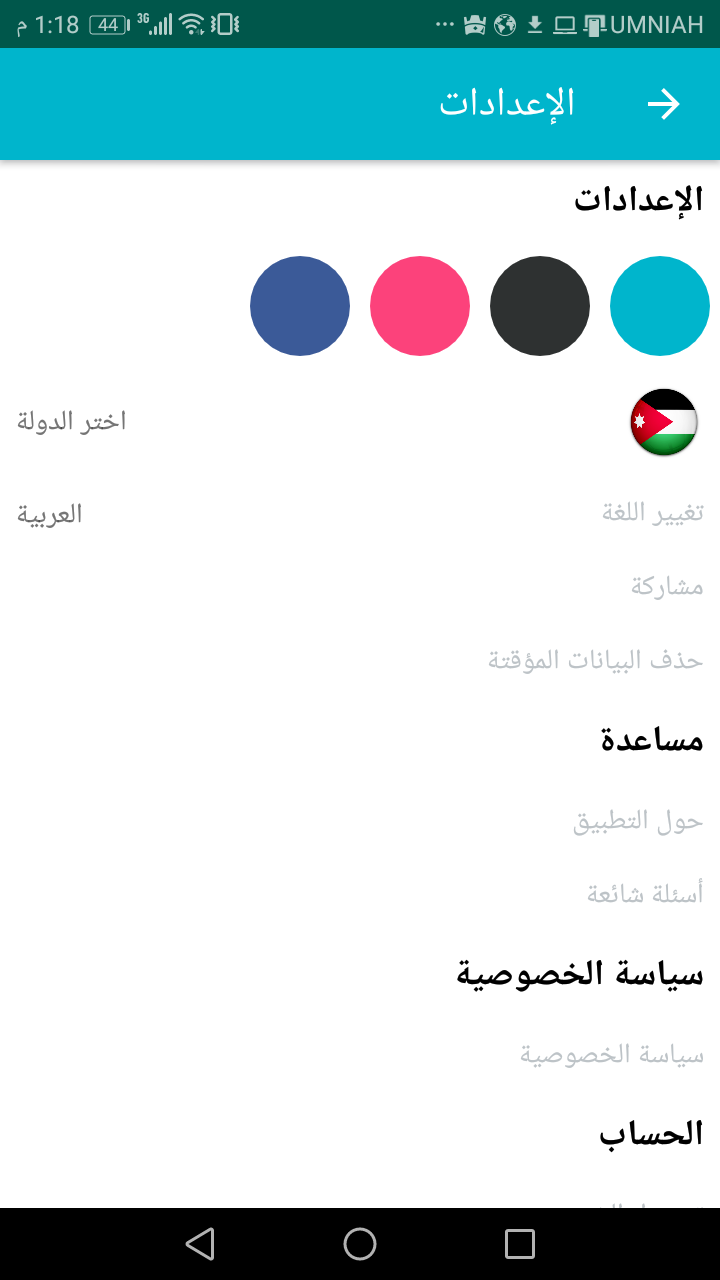 م 1:18 44 3G UMNIAH
الإعدادات
الإعدادات
اختر الدولة
تغيير اللغة العربية
مشاركة
حذف البيانات المؤقتة
مساعدة
حول التطبيق
أسئلة شائعة
سياسة الخصوصية
سياسة الخصوصية
الحساب